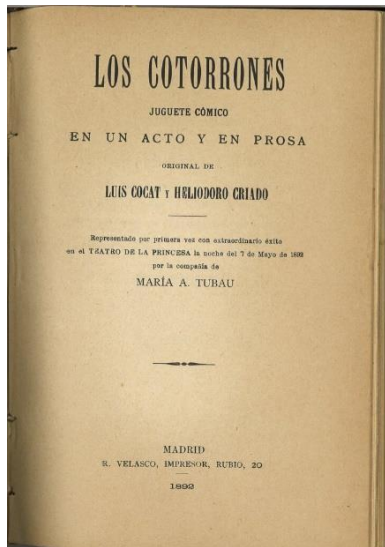 LOS COTORRONES
JUGUETE CÓMICO
EN UN ACTO Y EN PROSA
ORIGINAL DE
LUIS COCAT Y HELIODORO CRIADO
Representado por primera vez con extraordinario éxito
en el TEATRO DE LA PRINCESA la noche del 7 de Mayo de 1892
por la compañía de
MARÍA A. TUBAU
MADRID
R. VELASCO, IMPRESOR, RUBIO, 20
1892